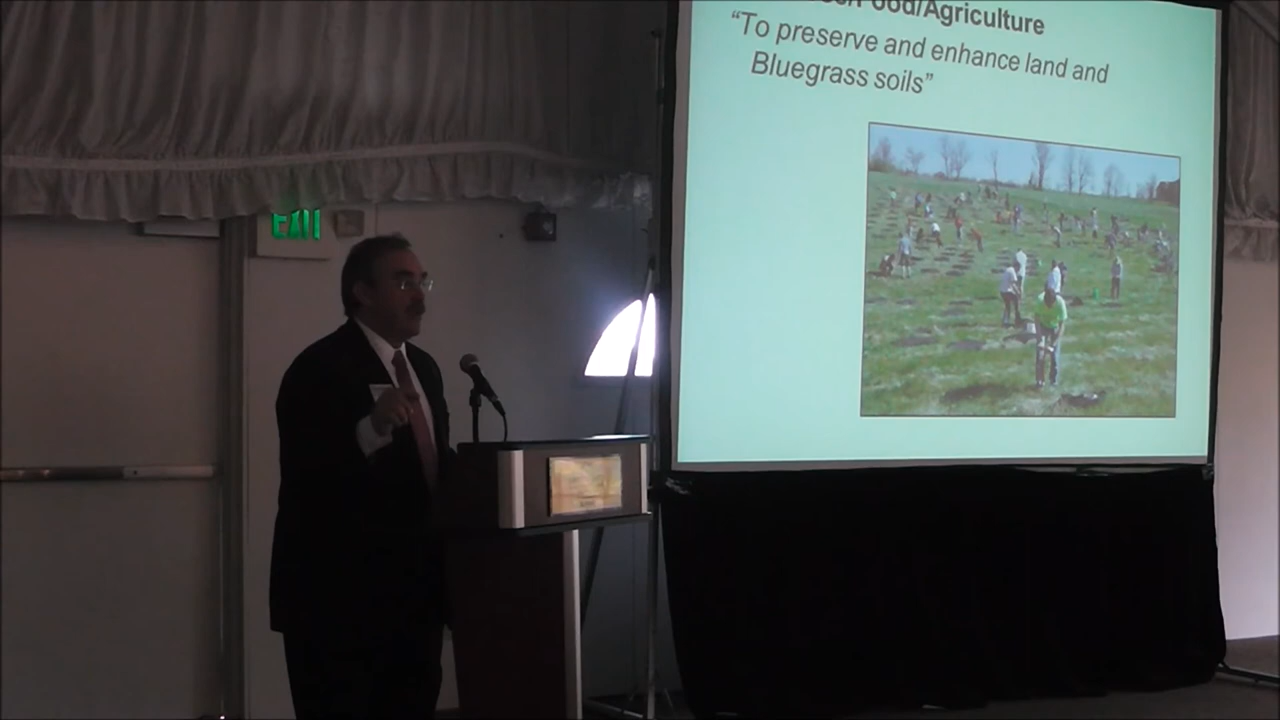 Food/Agriculture
“To preserve and enhance land and
Bluegrass soils”
EXIT